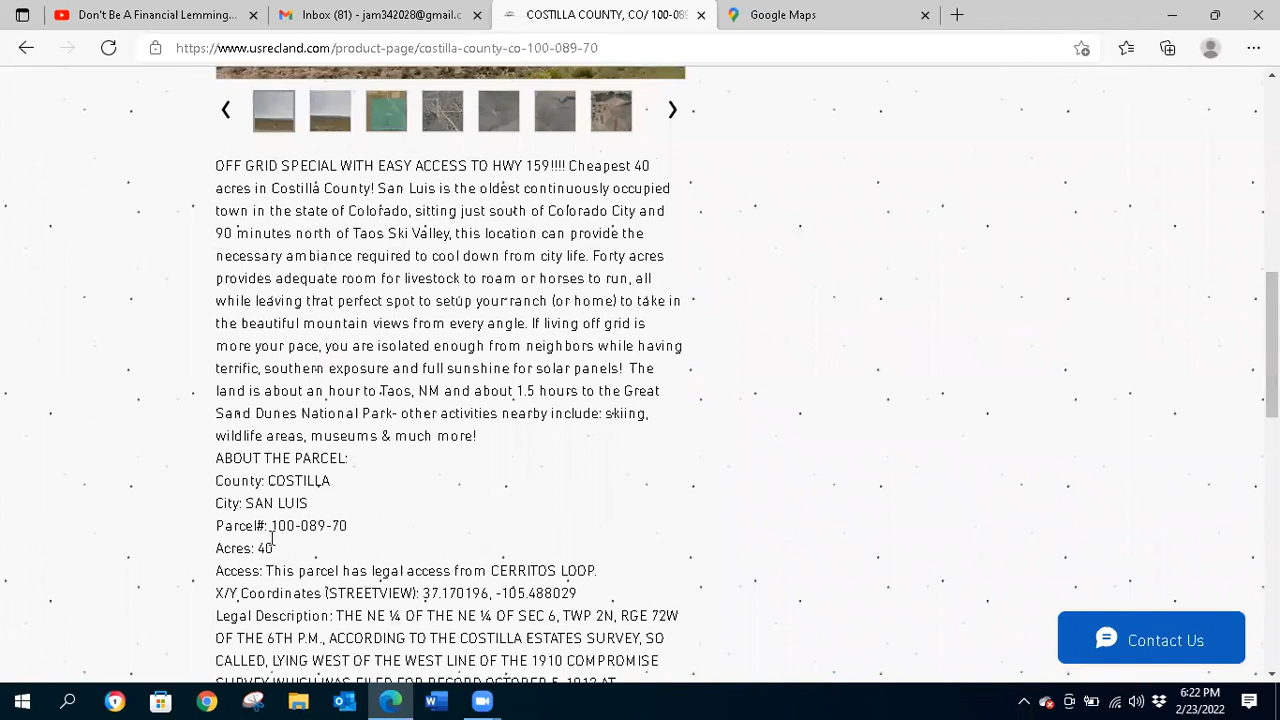 Don't Be A Financial Lemming...
Inbox (81) - jam342028@gmail.c
COSTILLA COUNTY, CO/ 100-089
Google Maps
https://www.usrecland.com/product-page/costilla-county-co-100-089-70
OFF GRID SPECIAL WITH EASY ACCESS TO HWY 159!!!! Cheapest 40
acres in Costilla County! San Luis is the oldest continuously occupied
town in the state of Colorado, sitting just south of Colorado City and
90 minutes north of Taos Ski Valley, this location can provide the
necessary ambiance required to cool down from city life. Forty acres
provides adequate room for livestock to roam or horses to run, all
while leaving that perfect spot to setup your ranch (or home) to take in
the beautiful mountain views from every angle. If living off grid is
more your pace, you are isolated enough from neighbors while having
terrific, southern exposure and full sunshine for solar panels! The
land is about an hour to Taos, NM and about 1.5 hours to the Great
Sand Dunes National Park- other activities nearby include: skiing,
wildlife areas, museums & much more!
ABOUT THE PARCEL:
County: COSTILLA
City: SAN LUIS
Parcel#: 100-089-70
Acres: 40
Access: This parcel has legal access from CERRITOS LOOP.
X/Y Coordinates (STREETVIEW): 37.170196, -105.488029
Legal Description: THE NE ¼ OF THE NE ¼ OF SEC 6, TWP 2N, RGE 72W
OF THE 6TH P.M., ACCORDING TO THE COSTILLA ESTATES SURVEY, SO
CALLED, LYING WEST OF THE WEST LINE OF THE 1910 COMPROMISE
SURVEY WHICH WAS FILED FOR RECORD OCTOBER 5, 1912 AT
Contact Us
6:22 PM
2/23/2022